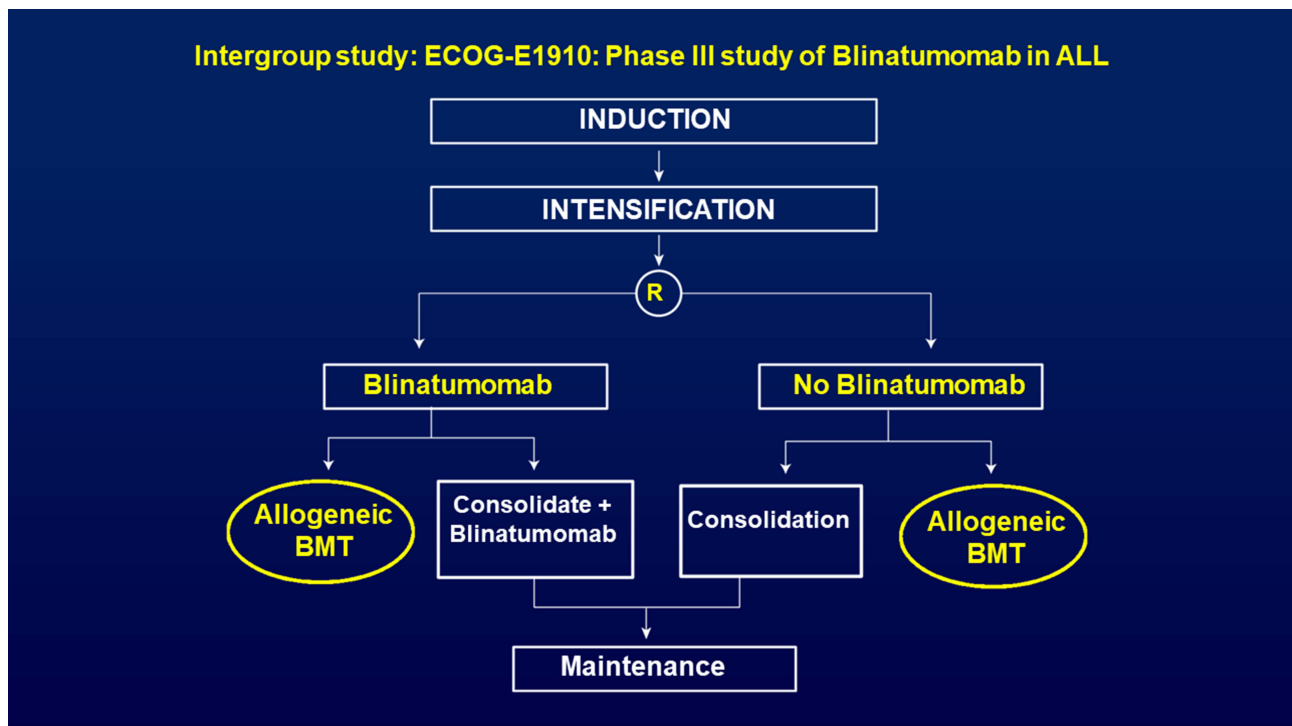 Intergroup study: ECOG-E1910: Phase III study of Blinatumomab in ALL
INDUCTION
INTENSIFICATION
R
Blinatumomab
No Blinatumomab
Allogeneic
BMT
Consolidate +
Blinatumomab
Consolidation
Allogeneic
BMT
Maintenance